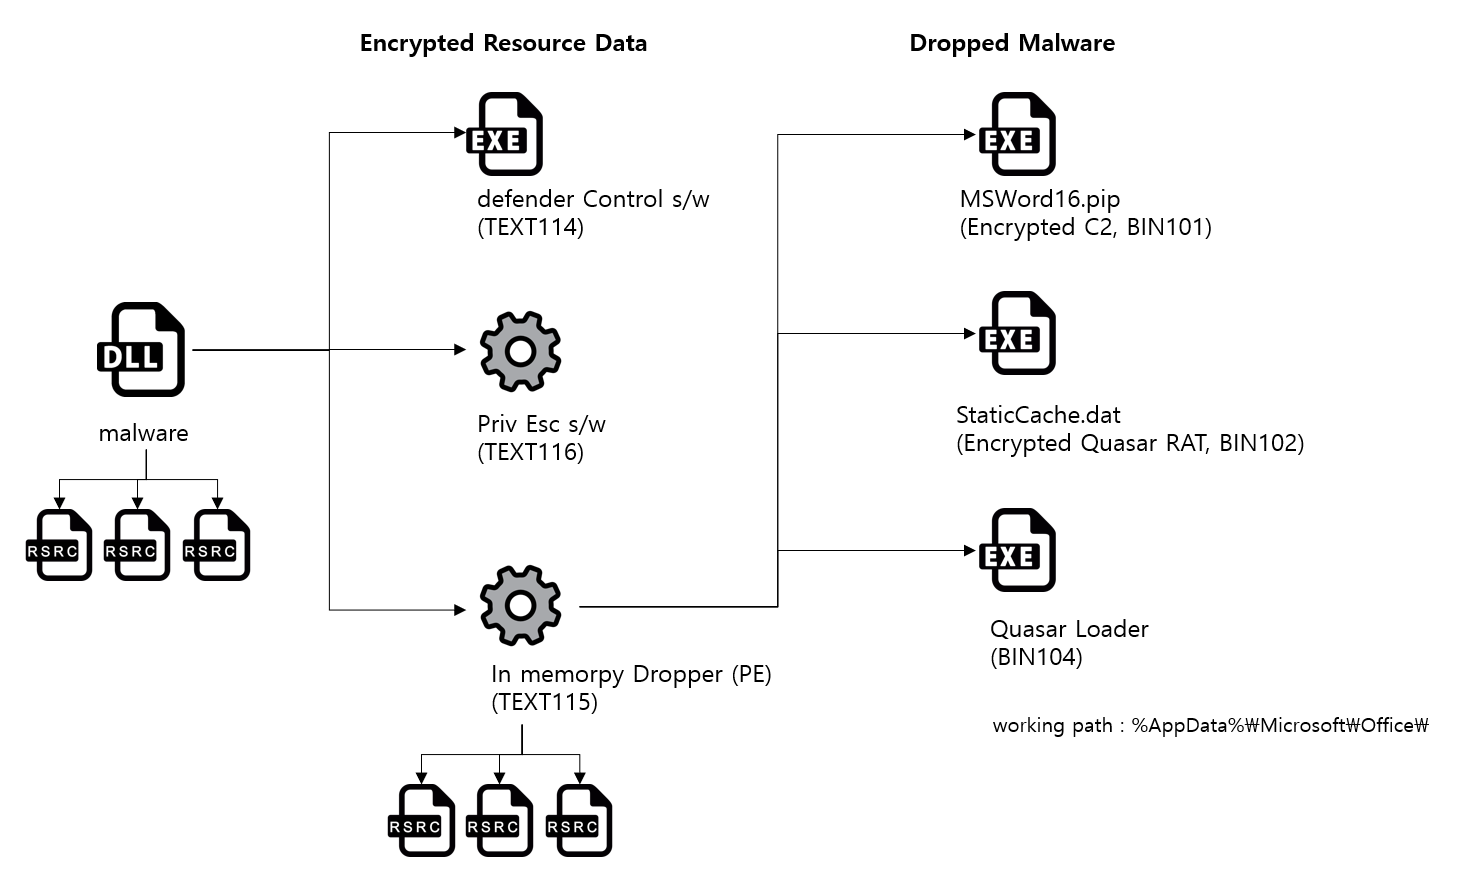 Encrypted Resource Data
Dropped Malware
EXE
defender Control s/w
(TEXT114)
EXE
MSWord16.pip
(Encrypted C2, BIN101)
DLL
malware
RSRC
RSRC
RSRC
Priv Esc s/w
(TEXT116)
EXE
StaticCache.dat
(Encrypted Quasar RAT, BIN102)
In memorpy Dropper (PE)
(TEXT115)
RSRC
RSRC
RSRC
EXE
Quasar Loader
(BIN104)
working path : %AppData%₩Microsoft₩Office₩